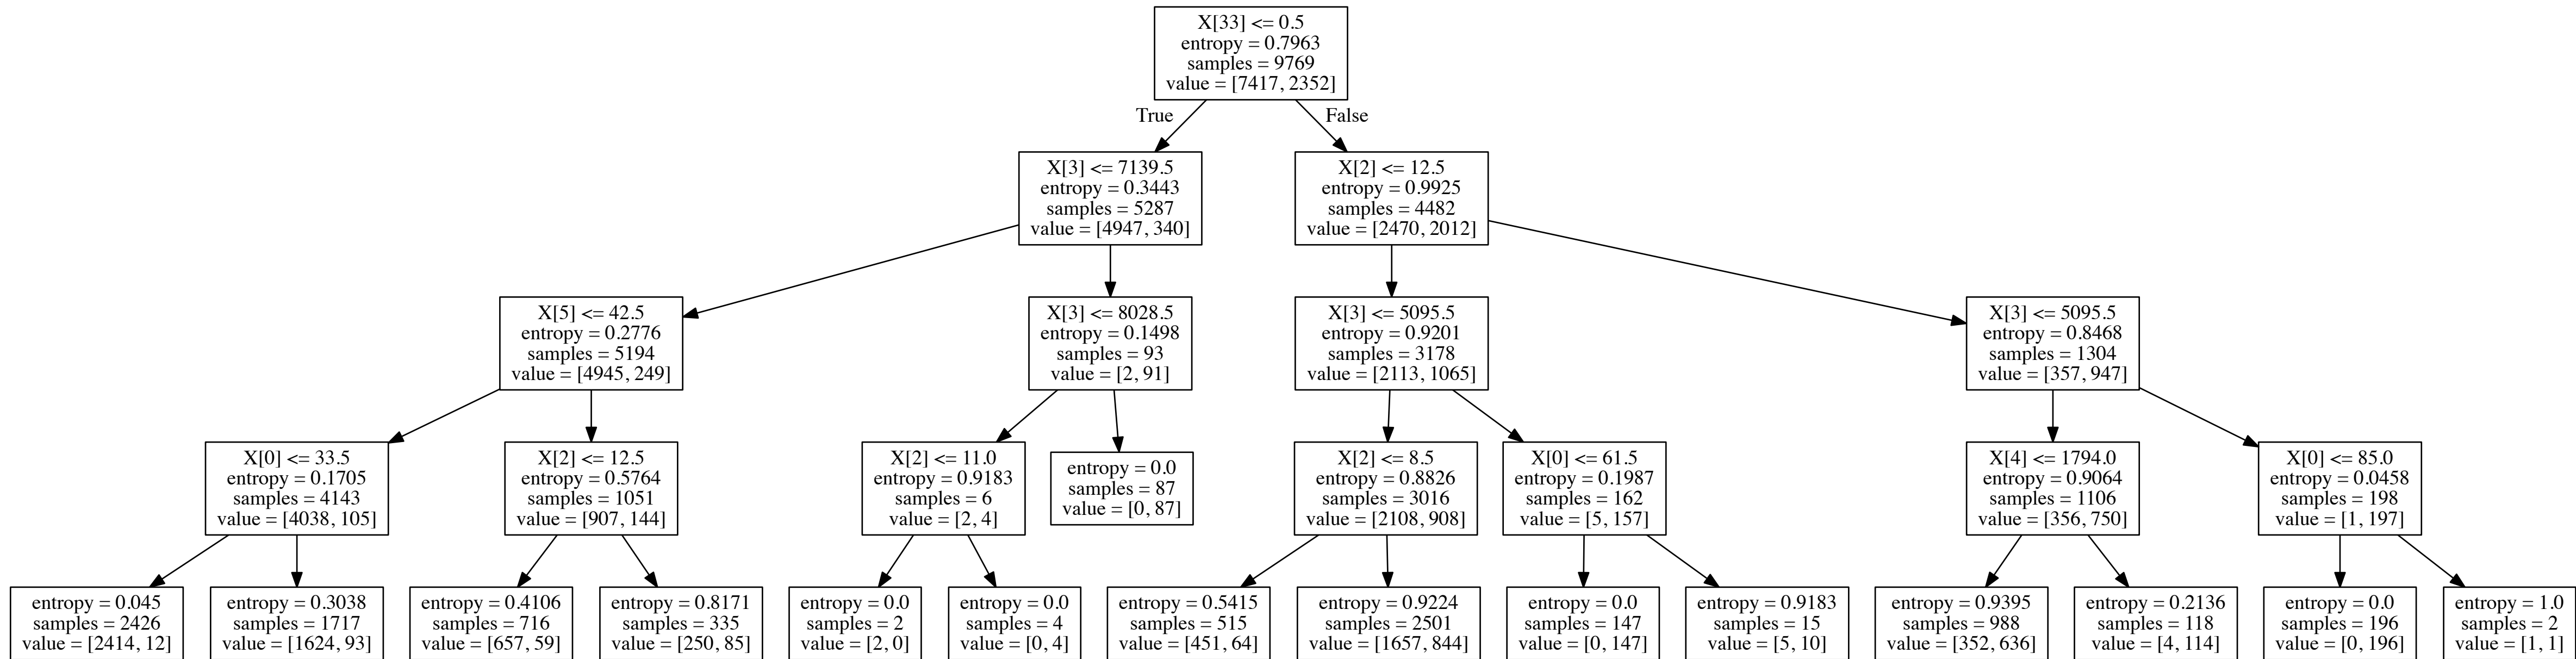 X[33] <= 0.5
entropy = 0.7963
samples = 9769
value = [7417, 2352]
True
False
X[3] <= 7139.5
entropy = 0.3443
samples = 5287
value = [4947, 340]
X[2] <= 12.5
entropy = 0.9925
samples = 4482
value = [2470, 2012]
X[5] <= 42.5
entropy = 0.2776
samples = 5194
value = [4945, 249]
X[3] <= 8028.5
entropy = 0.1498
samples = 93
value = [2, 91]
X[3] <= 5095.5
entropy = 0.9201
samples = 3178
value = [2113, 1065]
X[3] <= 5095.5
entropy = 0.8468
samples = 1304
value = [357, 947]
X[0] <= 33.5
entropy = 0.1705
samples = 4143
value = [4038, 105]
X[2] <= 12.5
entropy = 0.5764
samples = 1051
value = [907, 144]
X[2] <= 11.0
entropy = 0.9183
samples = 6
value = [2, 4]
entropy = 0.0
samples = 87
value = [0, 87]
X[2] <= 8.5
entropy = 0.8826
samples = 3016
value = [2108, 908]
X[0] <= 61.5
entropy = 0.1987
samples = 162
value = [5, 157]
X[4] <= 1794.0
entropy = 0.9064
samples = 1106
value = [356, 750]
X[0] <= 85.0
entropy = 0.0458
samples = 198
value = [1, 197]
entropy = 0.045
samples = 2426
value = [2414, 12]
entropy = 0.3038
samples = 1717
value = [1624, 93]
entropy = 0.4106
samples = 716
value = [657, 59]
entropy = 0.8171
samples = 335
value = [250, 85]
entropy = 0.0
samples = 2
value = [2, 0]
entropy = 0.0
samples = 4
value = [0, 4]
entropy = 0.5415
samples = 515
value = [451, 64]
entropy = 0.9224
samples = 2501
value = [1657, 844]
entropy = 0.0
samples = 147
value = [0, 147]
entropy = 0.9183
samples = 15
value = [5, 10]
entropy = 0.9395
samples = 988
value = [352, 636]
entropy = 0.2136
samples = 118
value = [4, 114]
entropy = 0.0
samples = 196
value = [0, 196]
entropy = 1.0
samples = 2
value = [1, 1]